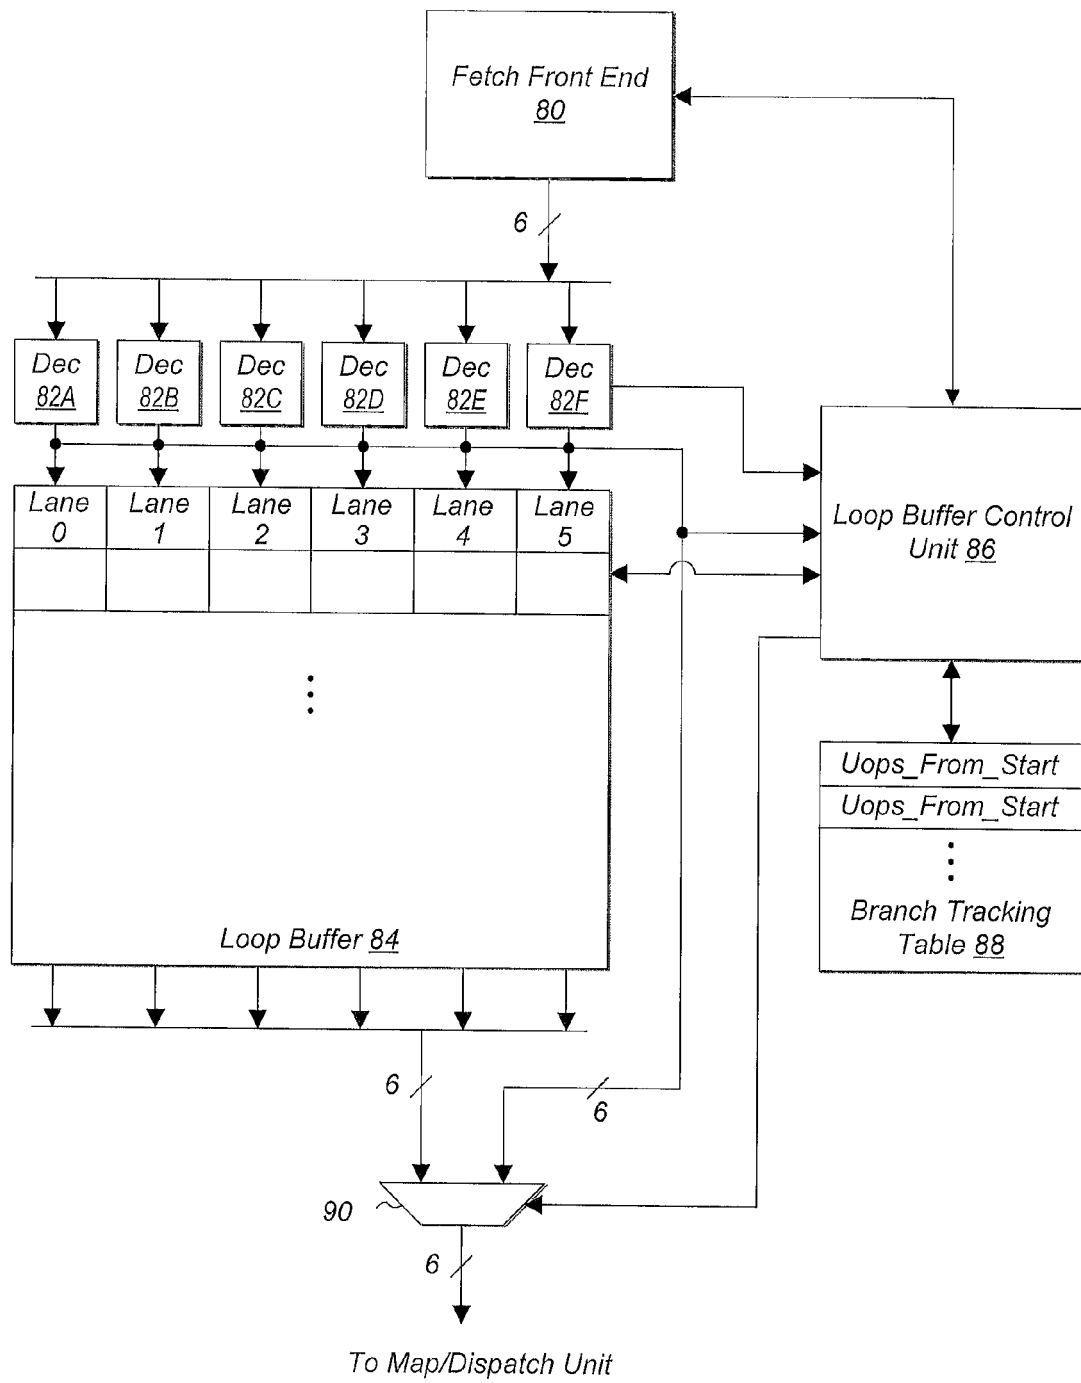 Fetch Front End
80
6
Dec
82A
Dec
82B
Dec
82C
Dec
82D
Dec
82E
Dec
82F
Lane
0
Lane
1
Lane
2
Lane
3
Lane
4
Lane
5
Loop Buffer Control
Unit 86
Uops_From_Start
Uops_From_Start
Branch Tracking
Table 88
Loop Buffer 84
6
6
90
6
To Map/Dispatch Unit